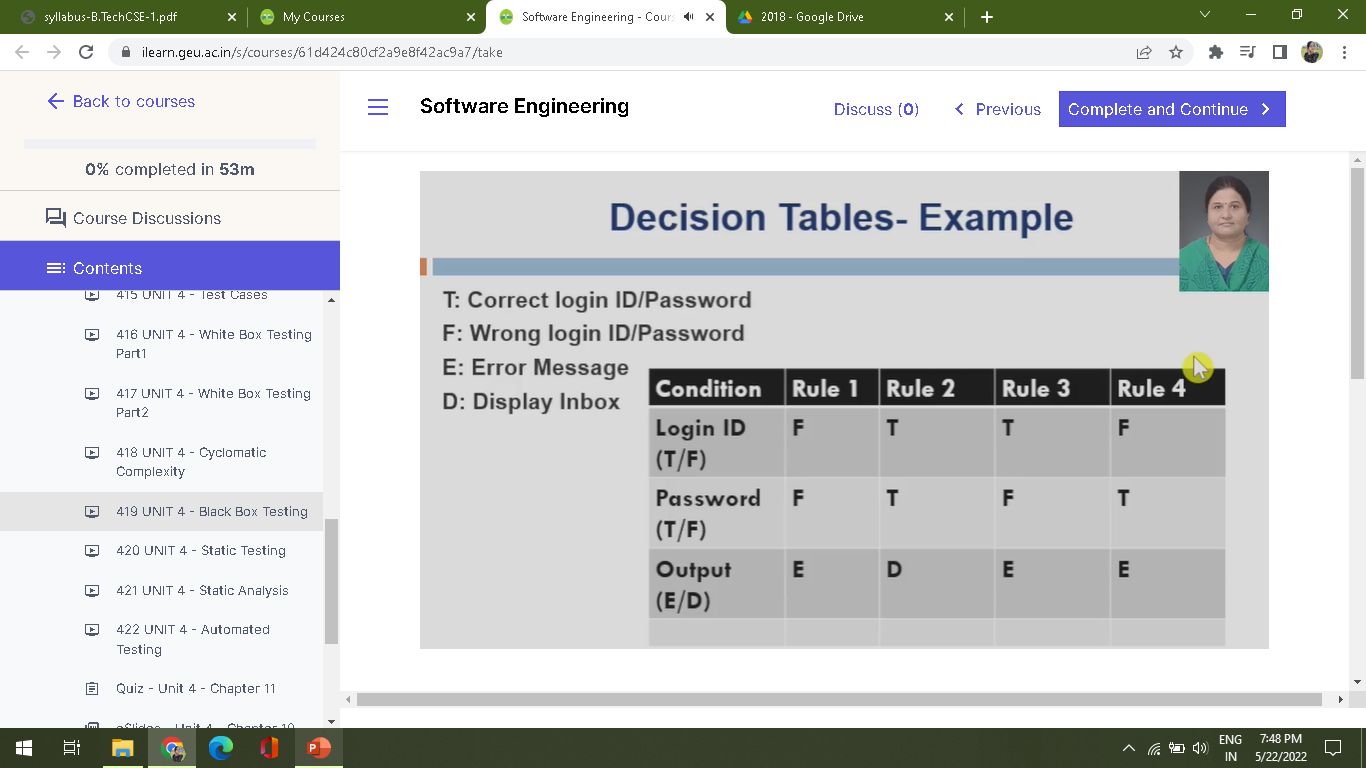 syllabus-B.TechCSE-1.pdf
My Courses
Software Engineering - Cour
2018 - Google Drive
ilearn.geu.ac.in/s/courses/61d424c80cf2a9e8f42ac9a7/take
Back to courses
0% completed in 53m
Course Discussions
Contents
415 UNIT 4 - Test Cases
416 UNIT 4 - White Box Testing
Part1
417 UNIT 4 - White Box Testing
Part2
418 UNIT 4 - Cyclomatic
Complexity
419 UNIT 4 - Black Box Testing
420 UNIT 4 - Static Testing
421 UNIT 4 - Static Analysis
422 UNIT 4 - Automated
Testing
Quiz - Unit 4 - Chapter 11
eSlides - Unit 4 - Chapter 10
Software Engineering
Discuss (0)
Previous
Complete and Continue
Decision Tables- Example
T: Correct login ID/Password
F: Wrong login ID/Password
E: Error Message
D: Display Inbox
Condition Rule 1 Rule 2 Rule 3 Rule 4
Login ID F T T F
(T/F)
Password F T F T
(T/F)
Output E D E E
(E/D)
ENG
IN
7:48 PM
5/22/2022